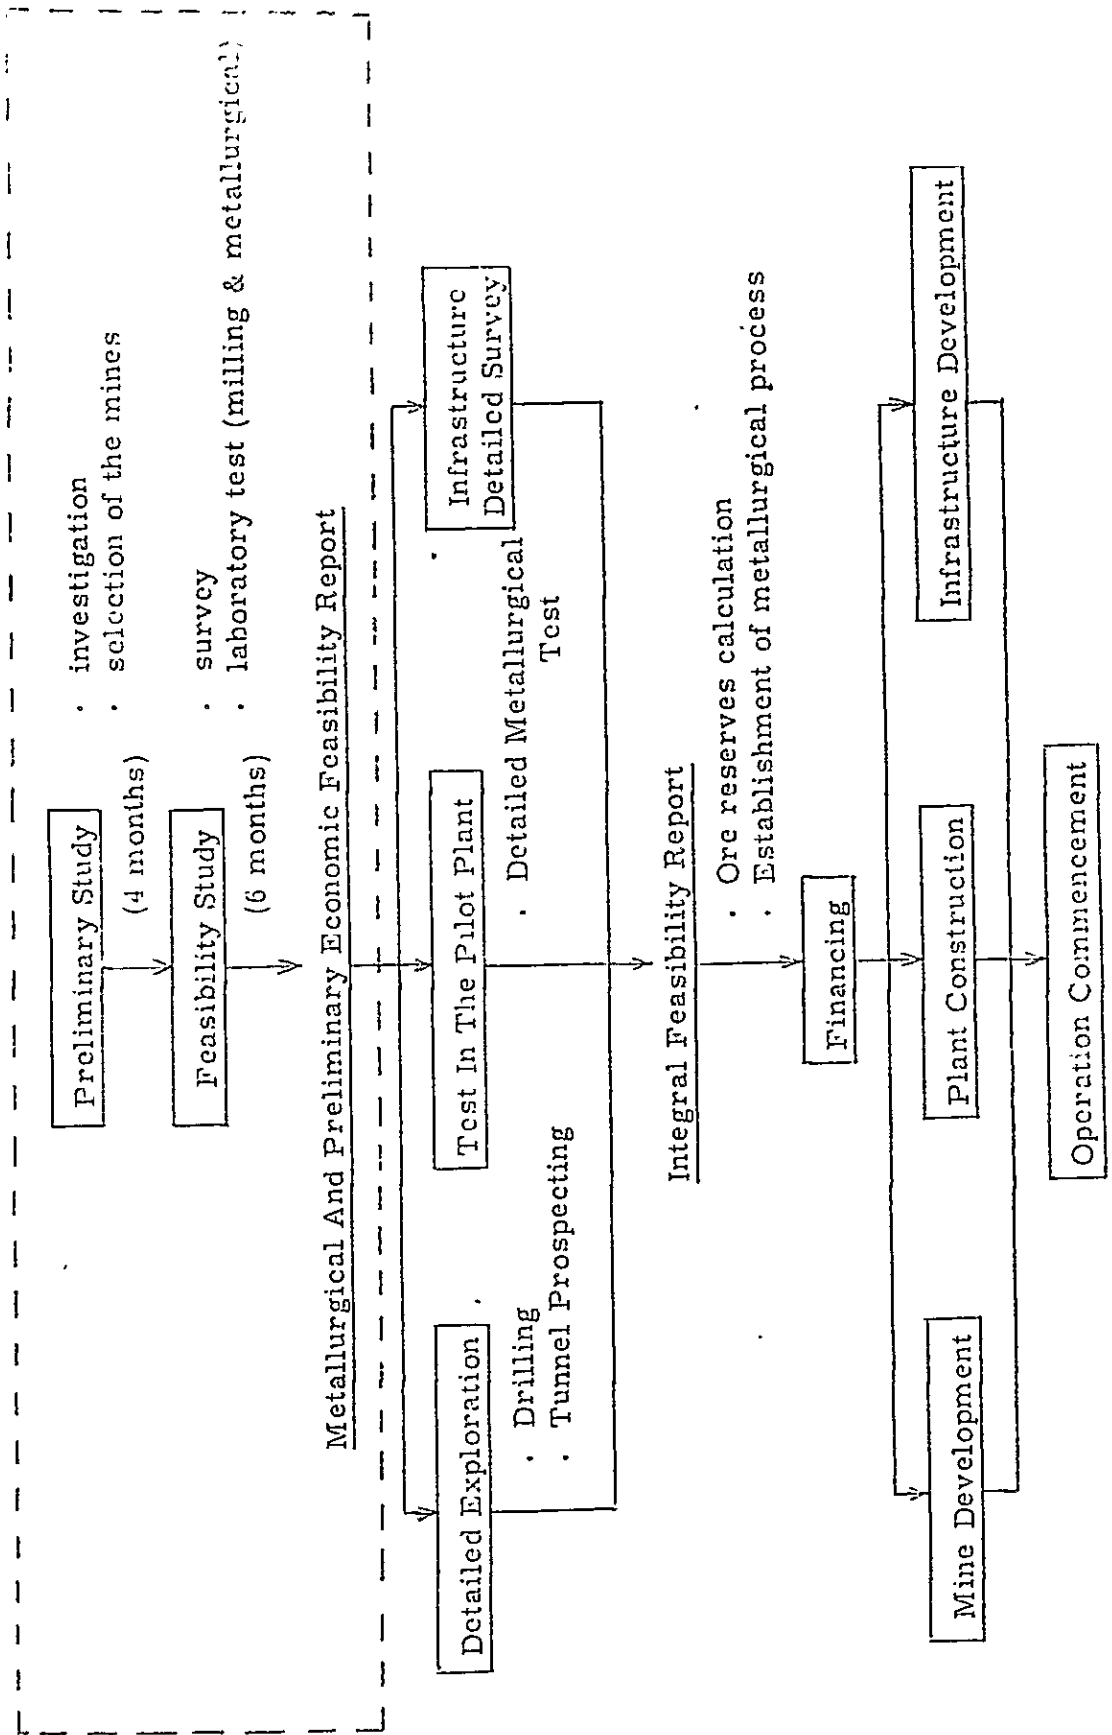 Preliminary Study
(4 months)
· investigation
· selection of the mines
Feasiblity Study
(6 months)
· survey
· laboratory test (milling & metallurgical)
Metallurgical And Preliminary Economic Feasibility Report
Detailed Exploration
· Drilling
· Tunnel Prospecting
Test In The Pilot Plant
· Detailed Metallurgical
Test
Infrastructure
Detailed Survey
Integral Feasibility Report
· Ore reserves calculation
· Establishment of metallurgical process
Financing
Mine Development
Plant Construction
Infrastructure Development
Operation Commencement